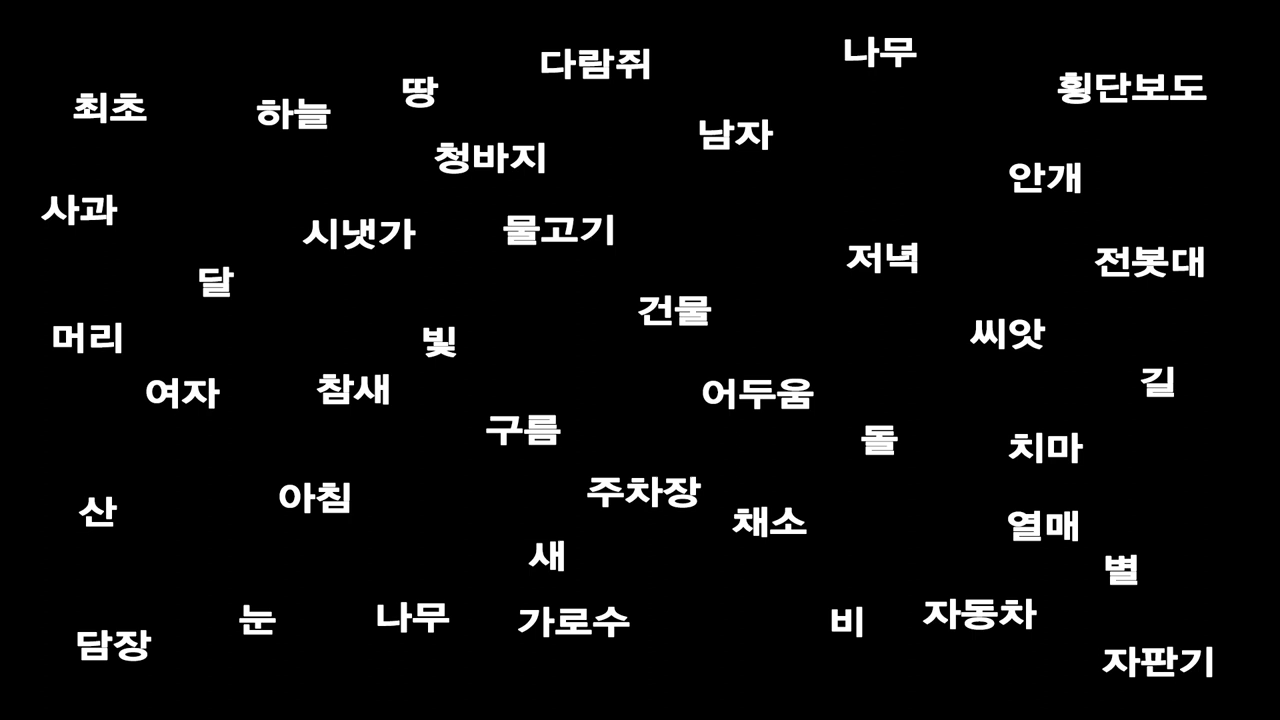 나무
다람쥐
횡단보도
땅
최초
하늘
남자
청바지
안개
사과
물고기
시냇가
저녁
전봇대
달
건물
씨앗
머리
빛
길
참새
여자
어두움
구름
돌
치마
주차장
아침
산
채소
열매
새
별
자동차
나무
눈
가로수
비
담장
자판기